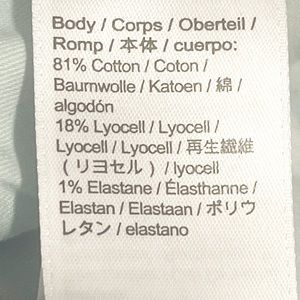 Body / Corps / Oberteil /
Romp / 本体 / cuerpo:
81% Cotton / Coton /
Baumwolle / Katoen / 綿 /
algodón
18% Lyocell / Lyocell /
Lyocell / Lyocell / 再生繊維
(リヨセル) / lyocell
1% Elastane / Élasthanne /
Elastan / Elastaan / ポリウ
レタン / elastano